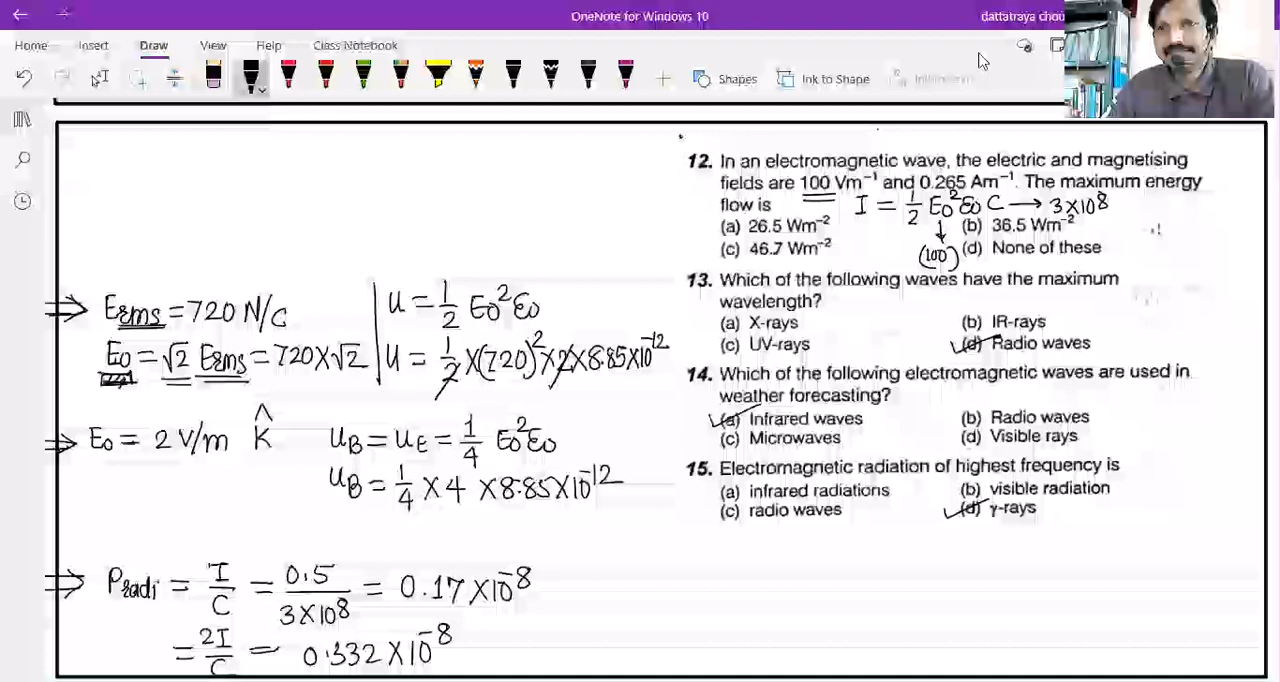 OneNote for Windows 10
dattatraya chou
Home Insert Draw View Help Class Notebook
Shapes Ink to Shape
12. In an electromagnetic wave, the electric and magnetising
fields are 100 Vm⁻¹ and 0.265 Am⁻¹. The maximum energy
flow is I = 1/2 E0² ε0 C → 3×10⁸
(a) 26.5 Wm⁻² (b) 36.5 Wm⁻²
(c) 46.7 Wm⁻² (100) (d) None of these
13. Which of the following waves have the maximum
wavelength?
(a) X-rays (b) IR-rays
(c) UV-rays (d) Radio waves
14. Which of the following electromagnetic waves are used in
weather forecasting?
(a) Infrared waves (b) Radio waves
(c) Microwaves (d) Visible rays
15. Electromagnetic radiation of highest frequency is
(a) infrared radiations (b) visible radiation
(c) radio waves (d) γ-rays
⇒ Erms = 720 N/C
E0 = √2 Erms = 720×√2
u = 1/2 E0² ε0
u = 1/2 ×(720)²×2×8.85×10⁻¹²
⇒ E0 = 2 V/m k̂
uB = uE = 1/4 E0² ε0
uB = 1/4 × 4 × 8.85×10⁻¹²
⇒ Pradi = I/C = 0.5/3×10⁸ = 0.17×10⁻⁸
= 2I/C = 0.332×10⁻⁸